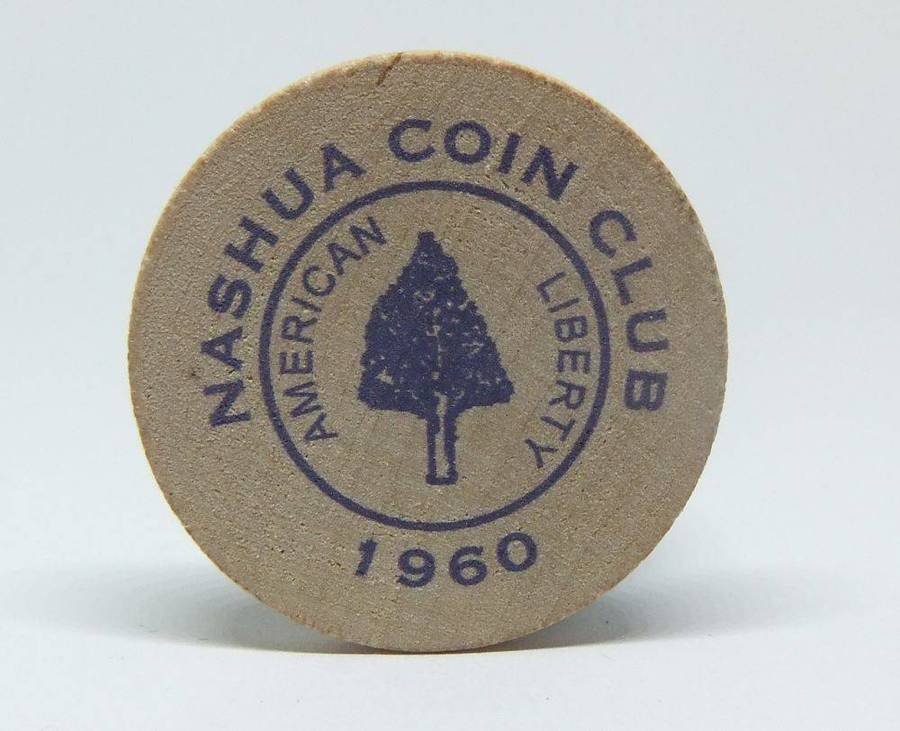 NASHUA COIN CLUB
AMERICAN
LIBERTY
1960